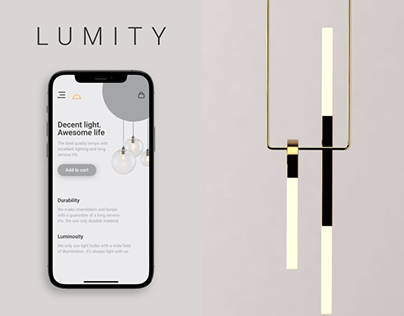 LUMITY
Decent light.
Awesome life
The best quality lamps with
excellent lighting and long
service life.
Add to cart
Durability
We make chandeliers and lamps
with a guarantee of a long service
life. We use only durable material.
Luminosity
We only use light bulbs with a wide field
of illumination. It's always light with us.